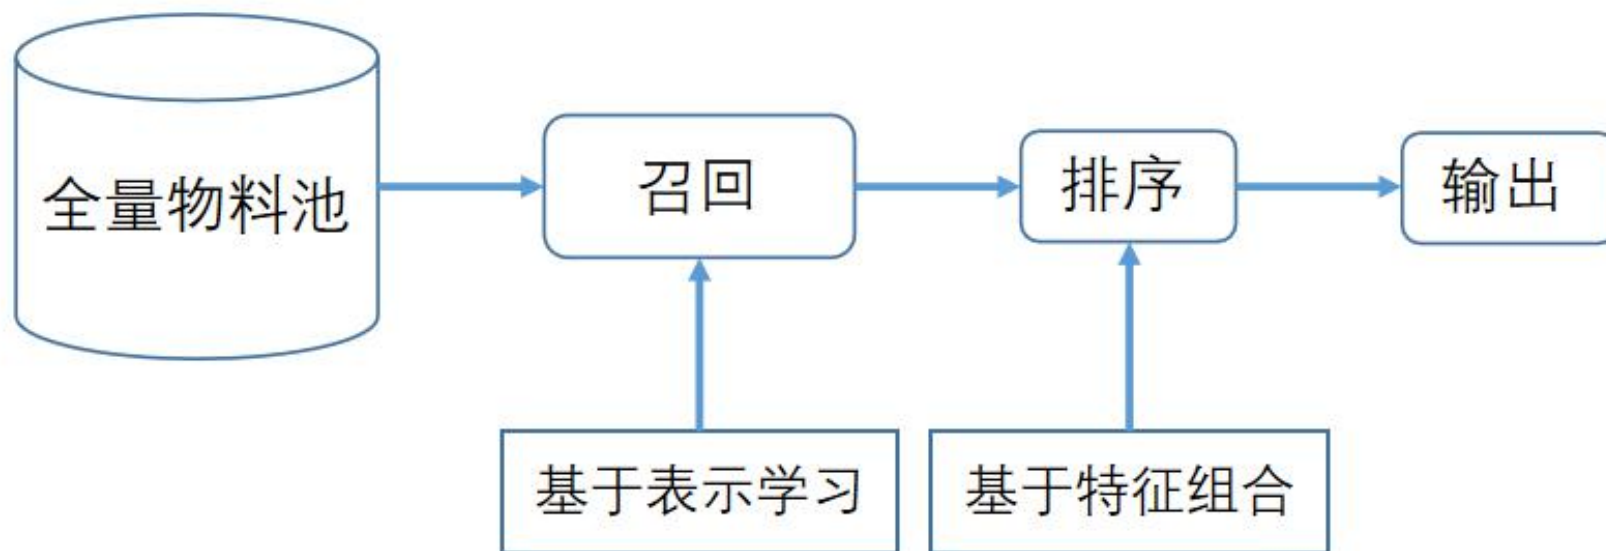 全量物料池
召回
排序
输出
基于表示学习
基于特征组合